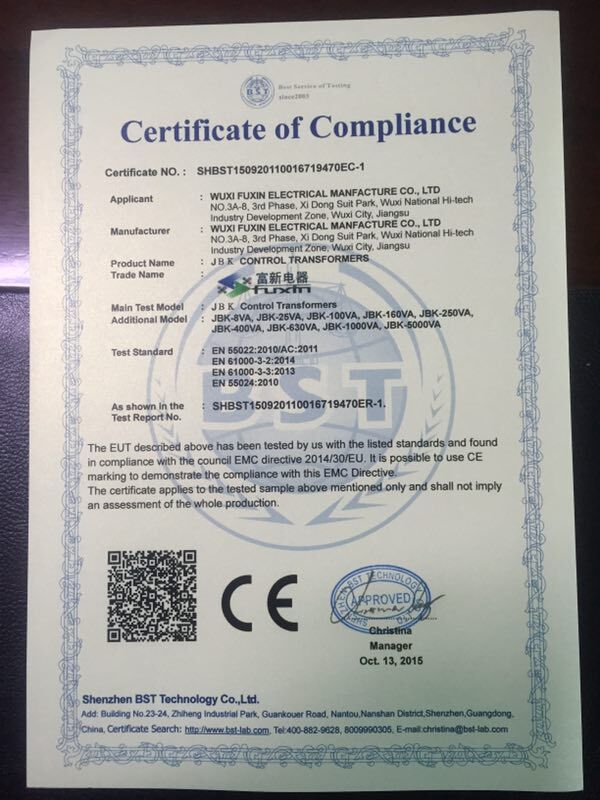 BST
Best Service of Testing
since2003
Certificate of Compliance
Certificate NO. : SHBST150920110016719470EC-1
Applicant : WUXI FUXIN ELECTRICAL MANFACTURE CO., LTD
NO.3A-8, 3rd Phase, Xi Dong Suit Park, Wuxi National Hi-tech
Industry Development Zone, Wuxi City, Jiangsu
Manufacturer : WUXI FUXIN ELECTRICAL MANFACTURE CO., LTD
NO.3A-8, 3rd Phase, Xi Dong Suit Park, Wuxi National Hi-tech
Industry Development Zone, Wuxi City, Jiangsu
Product Name : JBK CONTROL TRANSFORMERS
Trade Name :
富新电器
fuxin
Main Test Model : JBK Control Transformers
Additional Model : JBK-8VA, JBK-25VA, JBK-100VA, JBK-160VA, JBK-250VA,
JBK-400VA, JBK-630VA, JBK-1000VA, JBK-5000VA
Test Standard : EN 55022:2010/AC:2011
EN 61000-3-2:2014
EN 61000-3-3:2013
EN 55024:2010
BST
As shown in the : SHBST150920110016719470ER-1.
Test Report No.
The EUT described above has been tested by us with the listed standards and found
in compliance with the council EMC directive 2014/30/EU. It is possible to use CE
marking to demonstrate the compliance with this EMC Directive.
The certificate applies to the tested sample above mentioned only and shall not imply
an assessment of the whole production.
CE
SHENZHEN BST TECHNOLOGY CO.,LTD
APPROVED
Christina
Manager
Oct. 13, 2015
Shenzhen BST Technology Co.,Ltd.
Add: Building No.23-24, Zhiheng Industrial Park, Guankouer Road, Nantou,Nanshan District,Shenzhen,Guangdong,
China, Certificate Search: http://www.bst-lab.com, Tel:400-882-9628, 8009990305, E-mail:christina@bst-lab.com